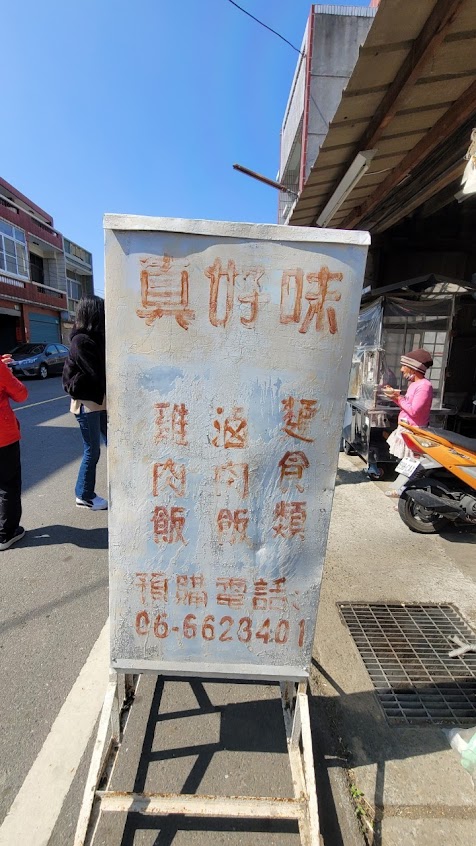 真好味
麵食類
滷肉飯
雞肉飯
預購電話、
06-6623401